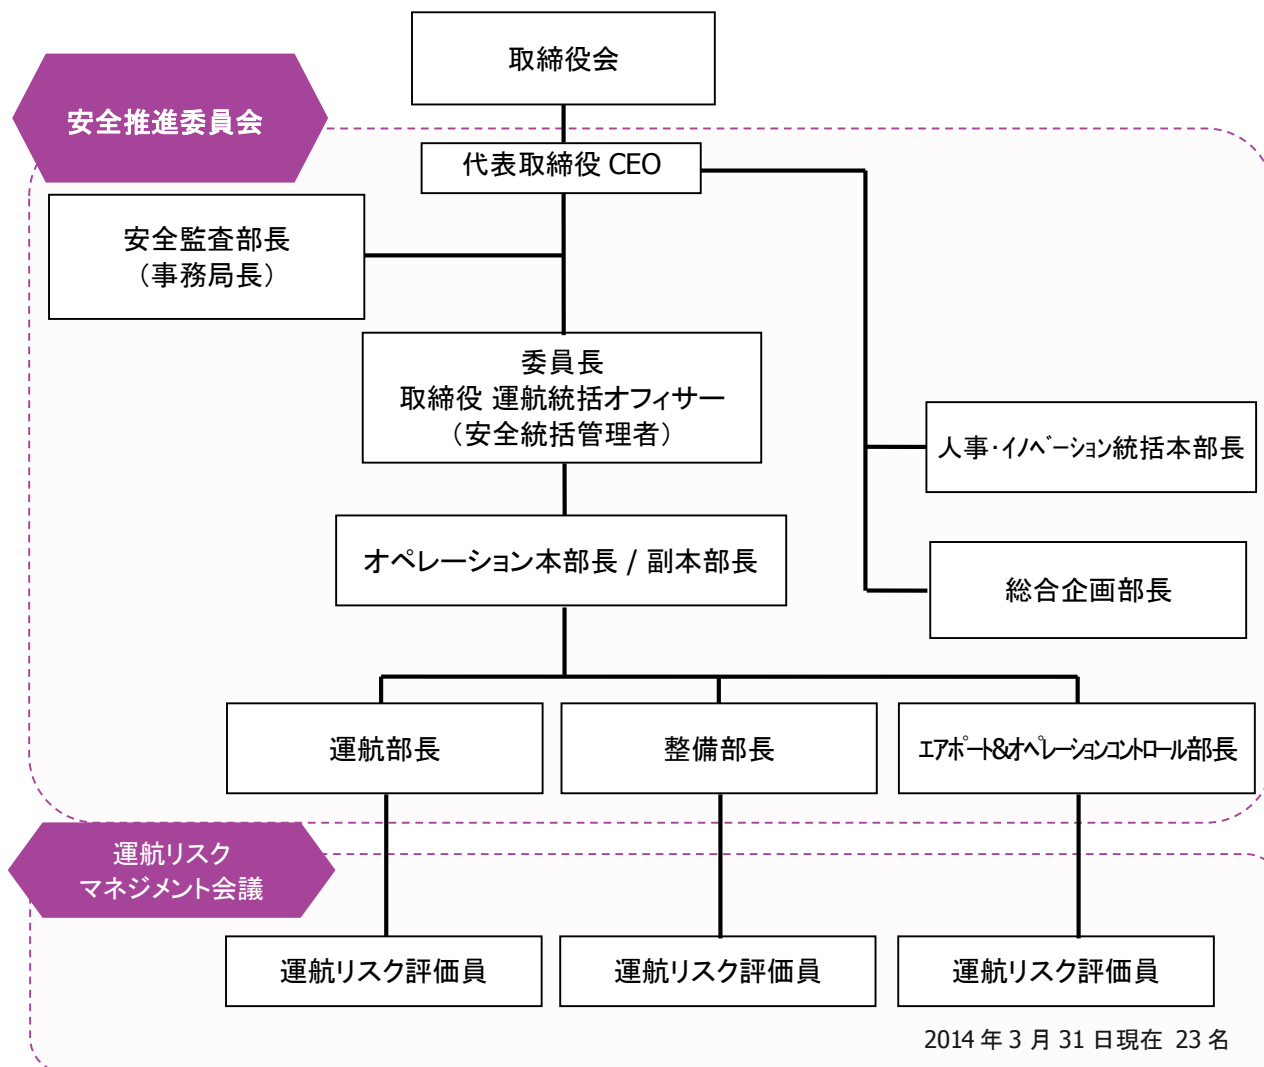 取締役会
安全推進委員会
代表取締役 CEO
安全監査部長
（事務局長）
委員長
取締役 運航統括オフィサー
（安全統括管理者）
人事・ｲﾉﾍﾞｰｼｮﾝ統括本部長
オペレーション本部長 / 副本部長
総合企画部長
運航部長
整備部長
ｴｱﾎﾟｰﾄ&ｵﾍﾟﾚｰｼｮﾝｺﾝﾄﾛｰﾙ部長
運航リスク
マネジメント会議
運航リスク評価員
運航リスク評価員
運航リスク評価員
2014 年 3 月 31 日現在 23 名